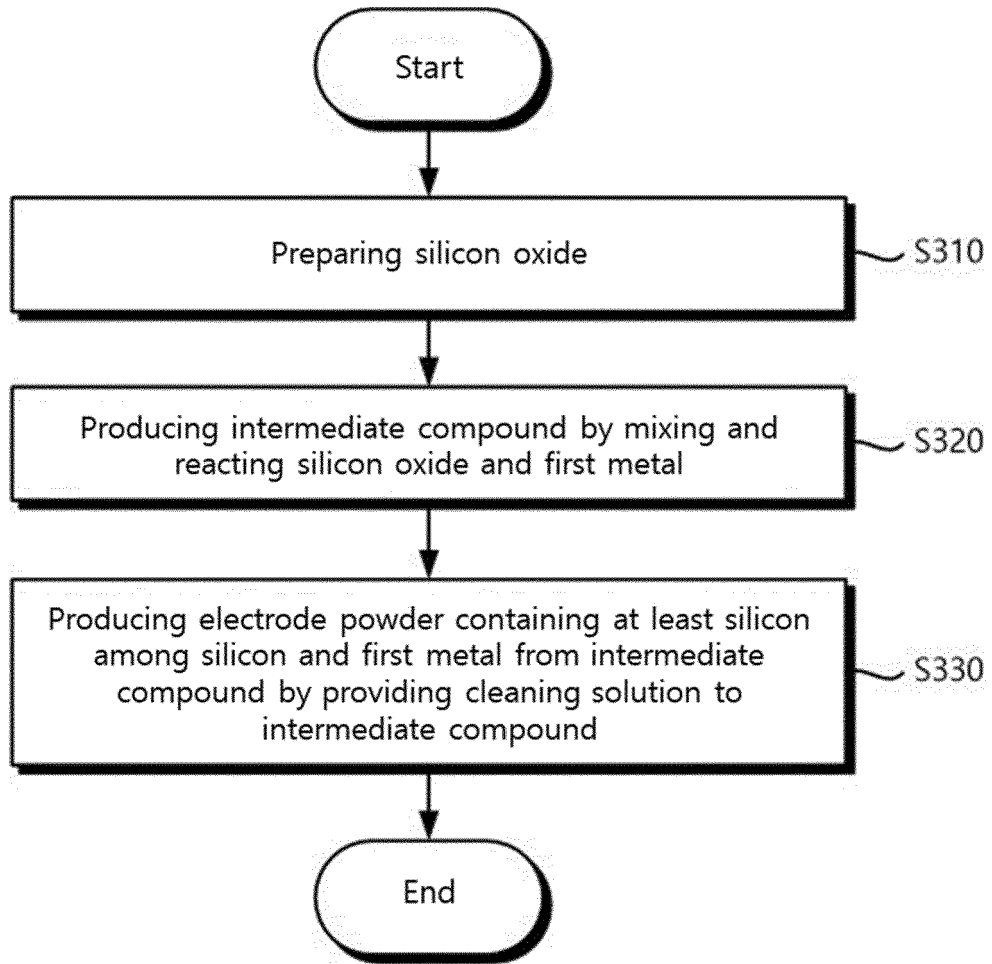 Start
Preparing silicon oxide
S310
Producing intermediate compound by mixing and
reacting silicon oxide and first metal
S320
Producing electrode powder containing at least silicon
among silicon and first metal from intermediate
compound by providing cleaning solution to
intermediate compound
S330
End